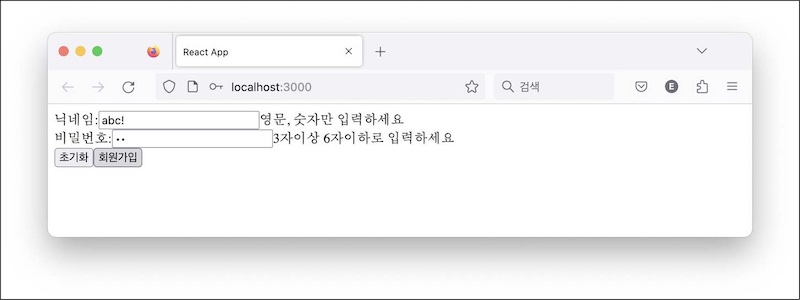 React App
localhost:3000
검색
E
닉네임:abc!영문, 숫자만 입력하세요
비밀번호:••3자이상 6자이하로 입력하세요
초기화 회원가입